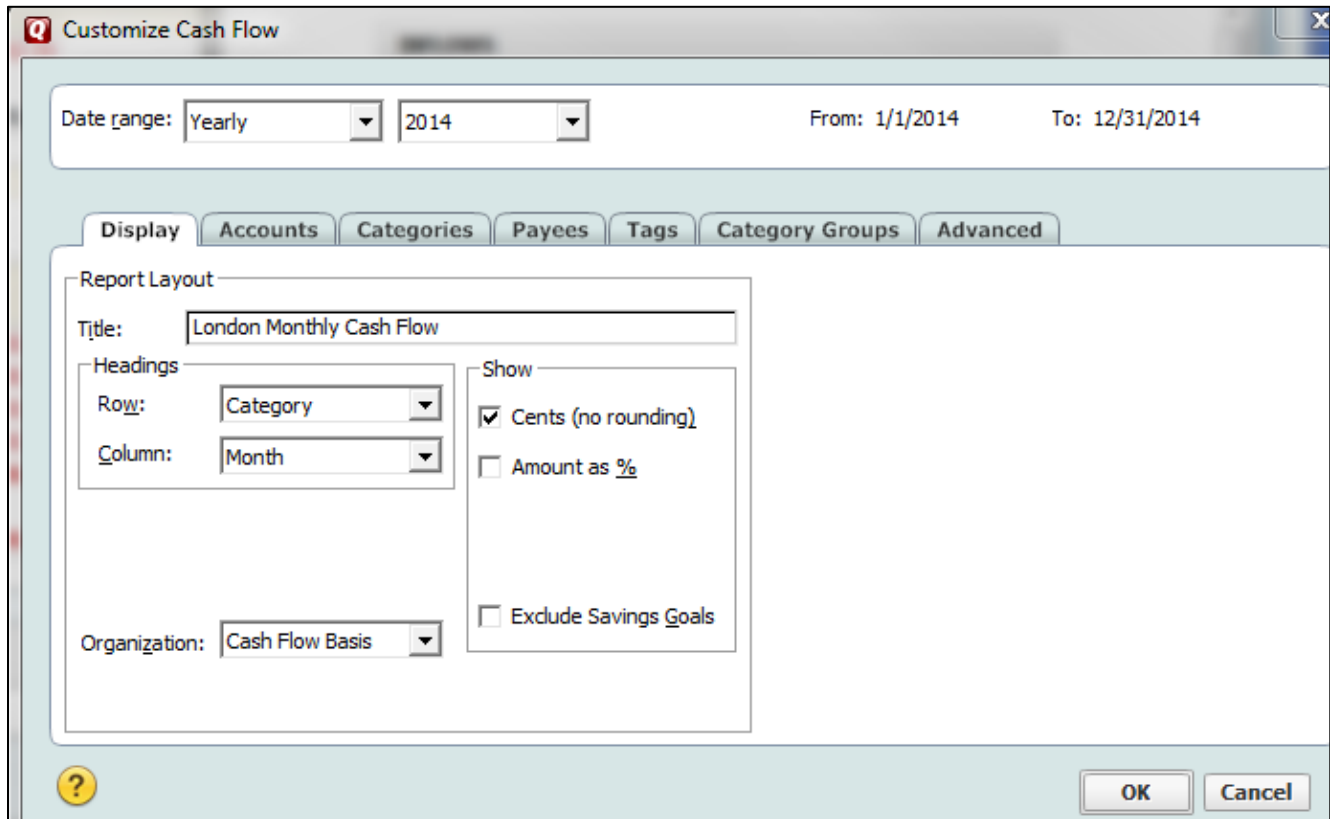 Customize Cash Flow
X
Date range: Yearly 2014 From: 1/1/2014 To: 12/31/2014
Display Accounts Categories Payees Tags Category Groups Advanced
Report Layout
Title: London Monthly Cash Flow
Headings
Row: Category
Column: Month
Show
Cents (no rounding)
Amount as %
Exclude Savings Goals
Organization: Cash Flow Basis
?
OK Cancel